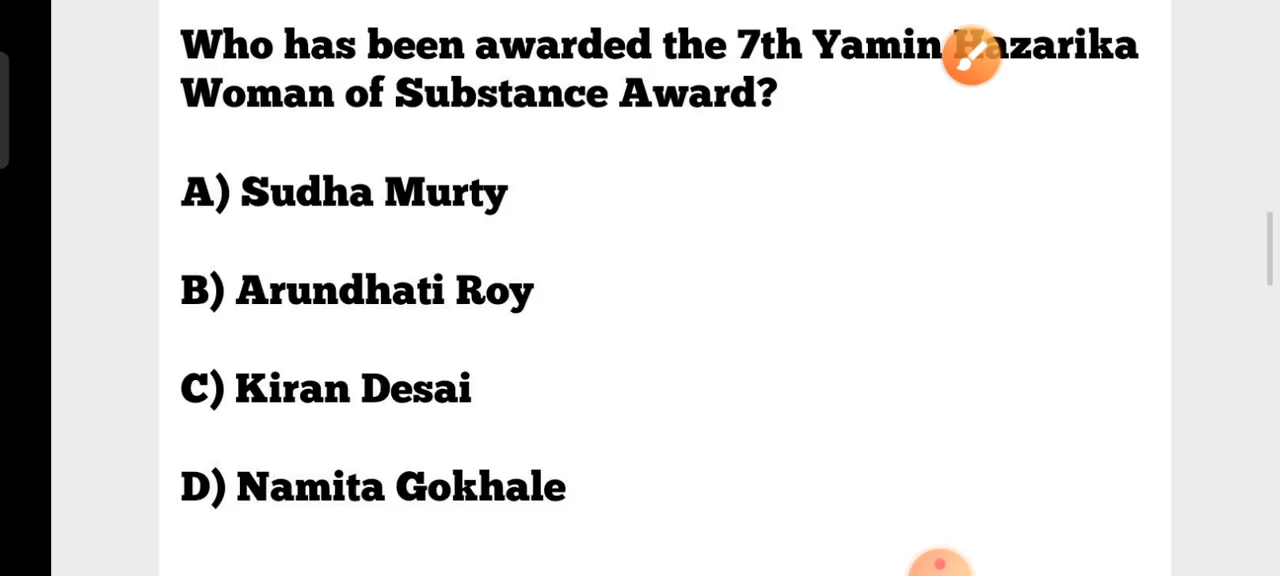 Who has been awarded the 7th Yamin Hazarika
Woman of Substance Award?
A) Sudha Murty
B) Arundhati Roy
C) Kiran Desai
D) Namita Gokhale